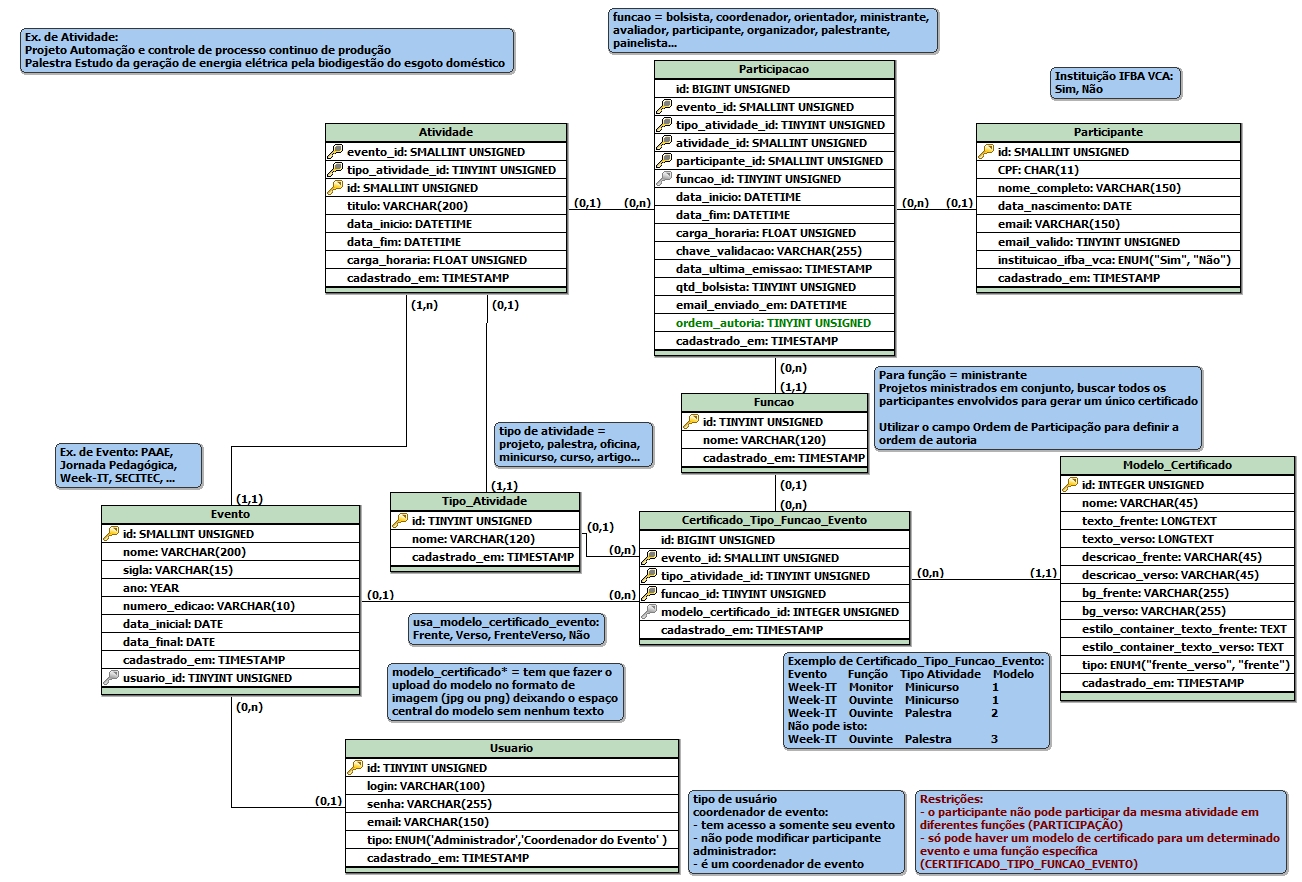 Ex. de Atividade:
Projeto Automação e controle de processo continuo de produção
Palestra Estudo da geração de energia elétrica pela biodigestão do esgoto doméstico
funcao = bolsista, coordenador, orientador, ministrante,
avaliador, participante, organizador, palestrante,
painelista...
Instituição IFBA VCA:
Sim, Não
Participacao
id: BIGINT UNSIGNED
evento_id: SMALLINT UNSIGNED
tipo_atividade_id: TINYINT UNSIGNED
atividade_id: SMALLINT UNSIGNED
participante_id: SMALLINT UNSIGNED
funcao_id: TINYINT UNSIGNED
data_inicio: DATETIME
data_fim: DATETIME
carga_horaria: FLOAT UNSIGNED
chave_validacao: VARCHAR(255)
data_ultima_emissao: TIMESTAMP
qtd_bolsista: TINYINT UNSIGNED
email_enviado_em: DATETIME
ordem_autoria: TINYINT UNSIGNED
cadastrado_em: TIMESTAMP
Atividade
evento_id: SMALLINT UNSIGNED
tipo_atividade_id: TINYINT UNSIGNED
id: SMALLINT UNSIGNED
titulo: VARCHAR(200)
data_inicio: DATETIME
data_fim: DATETIME
carga_horaria: FLOAT UNSIGNED
cadastrado_em: TIMESTAMP
Participante
id: SMALLINT UNSIGNED
CPF: CHAR(11)
nome_completo: VARCHAR(150)
data_nascimento: DATE
email: VARCHAR(150)
email_valido: TINYINT UNSIGNED
instituicao_ifba_vca: ENUM("Sim", "Não")
cadastrado_em: TIMESTAMP
(0,1)
(0,n)
(0,n)
(0,1)
(1,n)
(0,1)
(0,n)
(1,1)
Funcao
id: TINYINT UNSIGNED
nome: VARCHAR(120)
cadastrado_em: TIMESTAMP
Para função = ministrante
Projetos ministrados em conjunto, buscar todos os
participantes envolvidos para gerar um único certificado
Utilizar o campo Ordem de Participação para definir a
ordem de autoria
tipo de atividade =
projeto, palestra, oficina,
minicurso, curso, artigo...
Ex. de Evento: PAAE,
Jornada Pedagógica,
Week-IT, SECITEC, ...
(1,1)
(1,1)
(0,1)
(0,n)
Evento
id: SMALLINT UNSIGNED
nome: VARCHAR(200)
sigla: VARCHAR(15)
ano: YEAR
numero_edicao: VARCHAR(10)
data_inicial: DATE
data_final: DATE
cadastrado_em: TIMESTAMP
usuario_id: TINYINT UNSIGNED
Tipo_Atividade
id: TINYINT UNSIGNED
nome: VARCHAR(120)
cadastrado_em: TIMESTAMP
(0,1)
(0,n)
(0,1)
(0,n)
Certificado_Tipo_Funcao_Evento
id: BIGINT UNSIGNED
evento_id: SMALLINT UNSIGNED
tipo_atividade_id: TINYINT UNSIGNED
funcao_id: TINYINT UNSIGNED
modelo_certificado_id: INTEGER UNSIGNED
cadastrado_em: TIMESTAMP
(0,n)
(1,1)
Modelo_Certificado
id: INTEGER UNSIGNED
nome: VARCHAR(45)
texto_frente: LONGTEXT
texto_verso: LONGTEXT
descricao_frente: VARCHAR(45)
descricao_verso: VARCHAR(45)
bg_frente: VARCHAR(255)
bg_verso: VARCHAR(255)
estilo_container_texto_frente: TEXT
estilo_container_texto_verso: TEXT
tipo: ENUM("frente_verso", "frente")
cadastrado_em: TIMESTAMP
usa_modelo_certificado_evento:
Frente, Verso, FrenteVerso, Não
modelo_certificado* = tem que fazer o
upload do modelo no formato de
imagem (jpg ou png) deixando o espaço
central do modelo sem nenhum texto
Exemplo de Certificado_Tipo_Funcao_Evento:
Evento Função Tipo Atividade Modelo
Week-IT Monitor Minicurso 1
Week-IT Ouvinte Minicurso 1
Week-IT Ouvinte Palestra 2
Não pode isto:
Week-IT Ouvinte Palestra 3
(0,n)
(0,1)
Usuario
id: TINYINT UNSIGNED
login: VARCHAR(100)
senha: VARCHAR(255)
email: VARCHAR(150)
tipo: ENUM('Administrador','Coordenador do Evento' )
cadastrado_em: TIMESTAMP
tipo de usuário
coordenador de evento:
- tem acesso a somente seu evento
- não pode modificar participante
administrador:
- é um coordenador de evento
Restrições:
- o participante não pode participar da mesma atividade em
diferentes funções (PARTICIPAÇÃO)
- só pode haver um modelo de certificado para um determinado
evento e uma função específica
(CERTIFICADO_TIPO_FUNCAO_EVENTO)